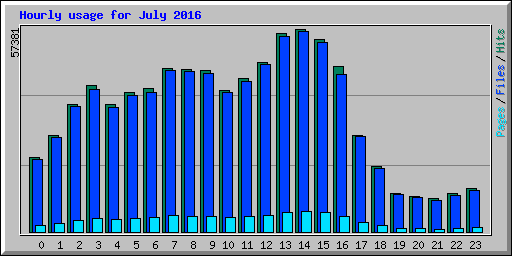 Hourly usage for July 2016
57381
Pages / Files / Hits
0 1 2 3 4 5 6 7 8 9 10 11 12 13 14 15 16 17 18 19 20 21 22 23